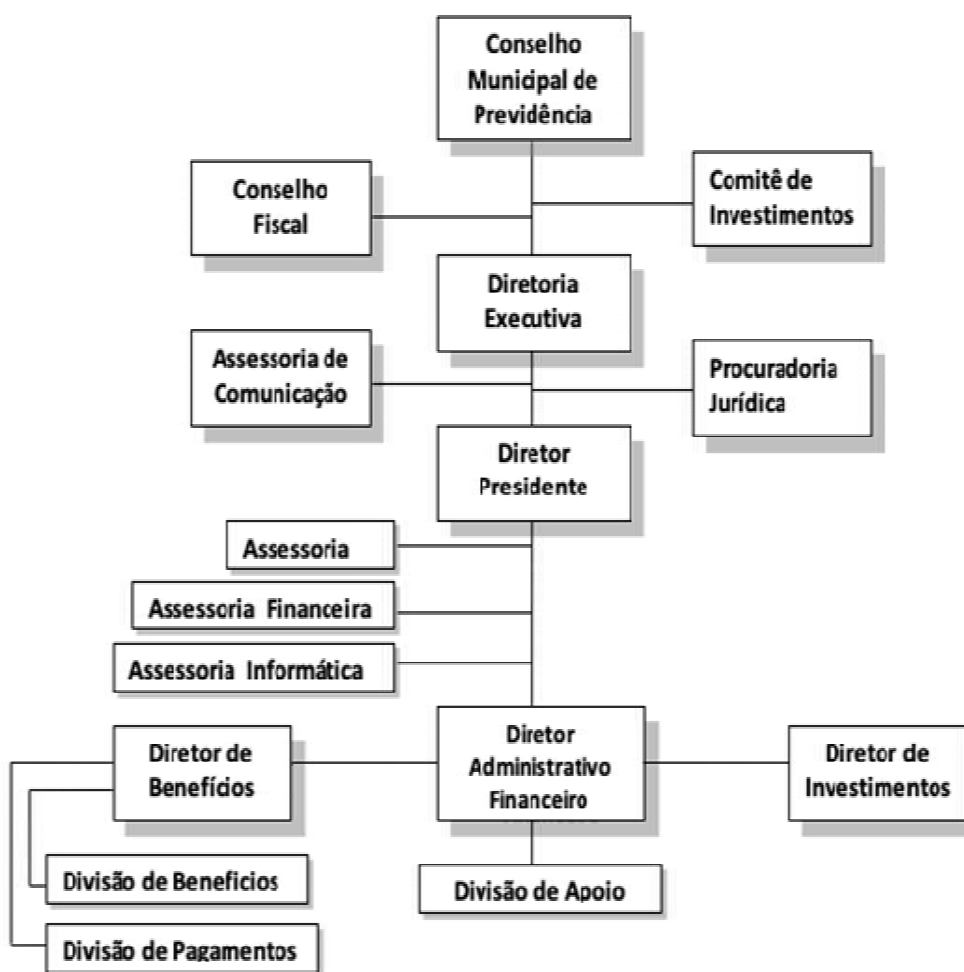 Conselho
Municipal de
Previdência
Conselho
Fiscal
Comitê de
Investimentos
Diretoria
Executiva
Assessoria de
Comunicação
Procuradoria
Jurídica
Diretor
Presidente
Assessoria
Assessoria Financeira
Assessoria Informática
Diretor de
Benefícios
Diretor
Administrativo
Financeiro
Diretor de
Investimentos
Divisão de Beneficios
Divisão de Apoio
Divisão de Pagamentos